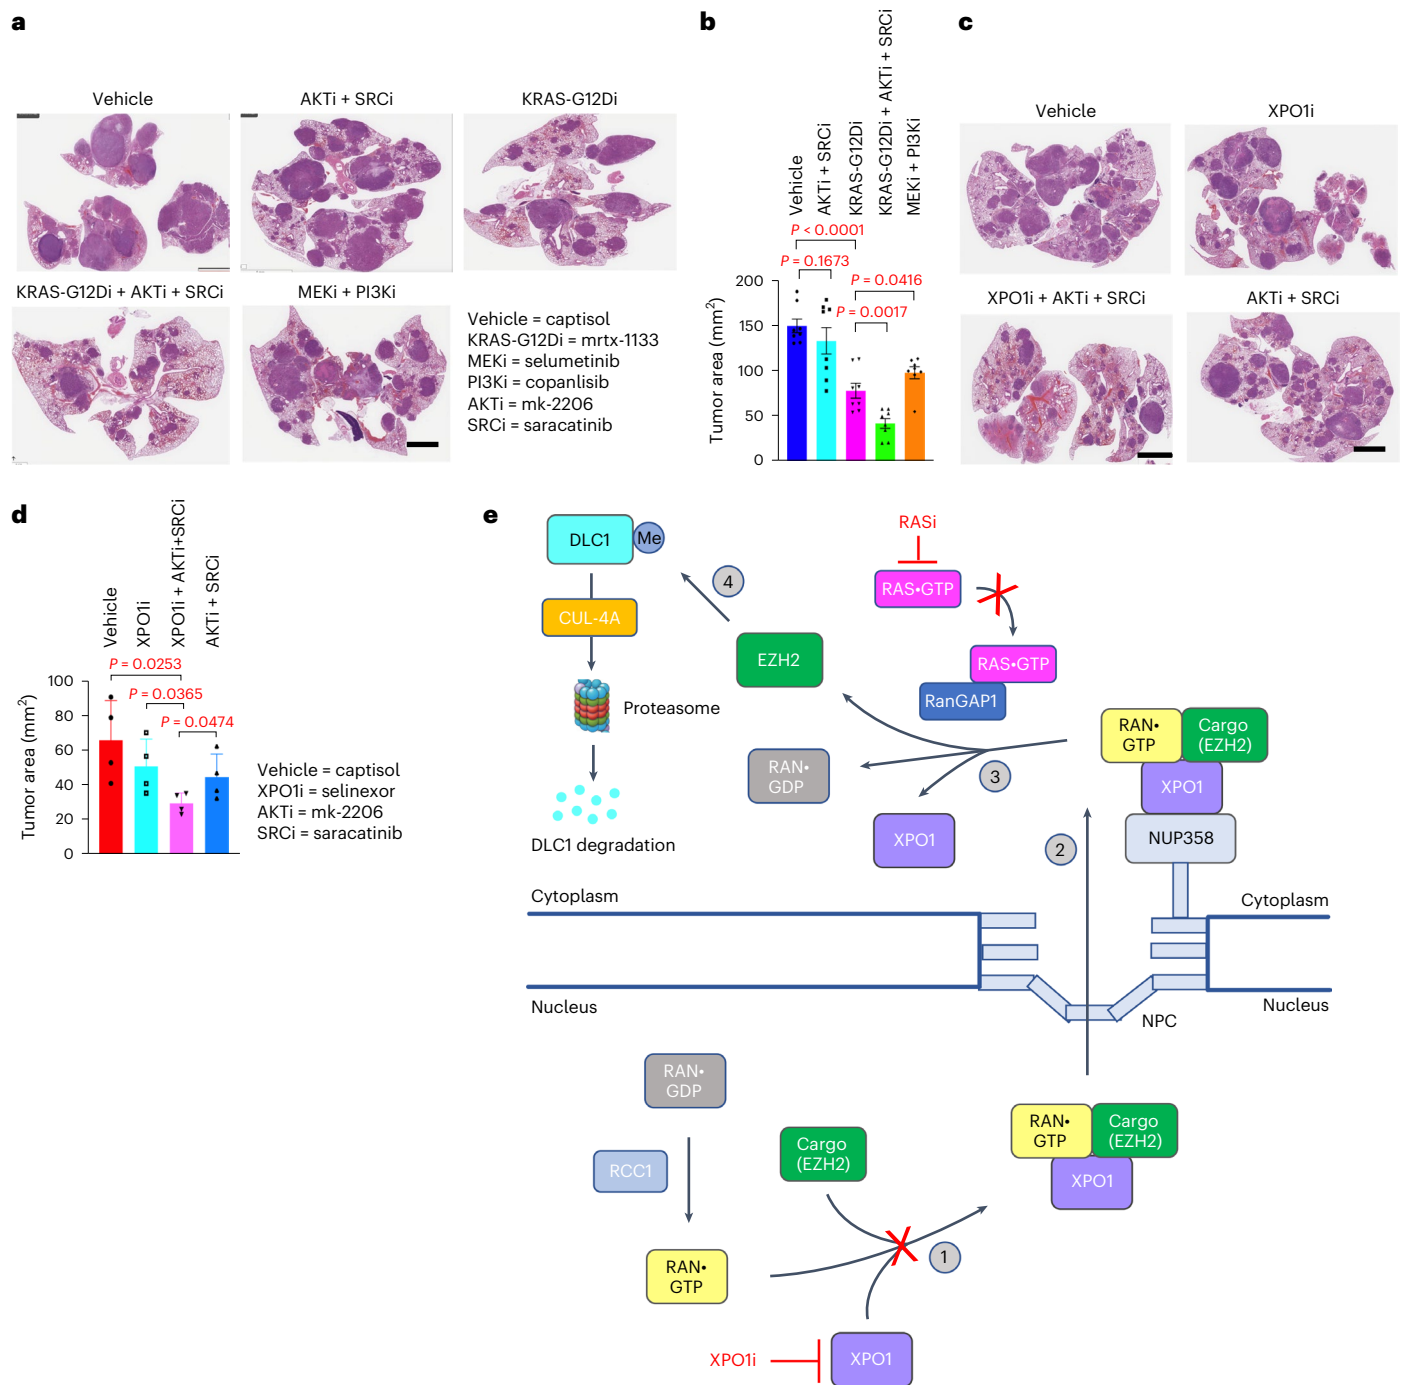 a
Vehicle
AKTi + SRCi
KRAS-G12Di
KRAS-G12Di + AKTi + SRCi
MEKi + PI3Ki
Vehicle = captisol
KRAS-G12Di = mrtx-1133
MEKi = selumetinib
PI3Ki = copanlisib
AKTi = mk-2206
SRCi = saracatinib
b
Vehicle
AKTi + SRCi
KRAS-G12Di
KRAS-G12Di + AKTi + SRCi
MEKi + PI3Ki
P < 0.0001
P = 0.1673
P = 0.0416
P = 0.0017
Tumor area (mm2)
200
150
100
50
0
c
Vehicle
XPO1i
XPO1i + AKTi + SRCi
AKTi + SRCi
d
Vehicle
XPO1i
XPO1i + AKTi+SRCi
AKTi + SRCi
P = 0.0253
P = 0.0365
P = 0.0474
Tumor area (mm2)
100
80
60
40
20
0
Vehicle = captisol
XPO1i = selinexor
AKTi = mk-2206
SRCi = saracatinib
e
DLC1
Me
CUL-4A
Proteasome
DLC1 degradation
4
EZH2
RASi
RAS•GTP
RAS•GTP
RanGAP1
RAN•
GDP
3
XPO1
RAN•
GTP
Cargo
(EZH2)
XPO1
NUP358
2
Cytoplasm
Cytoplasm
Nucleus
Nucleus
NPC
RAN•
GDP
RCC1
RAN•
GTP
Cargo
(EZH2)
1
XPO1i
XPO1
RAN•
GTP
Cargo
(EZH2)
XPO1